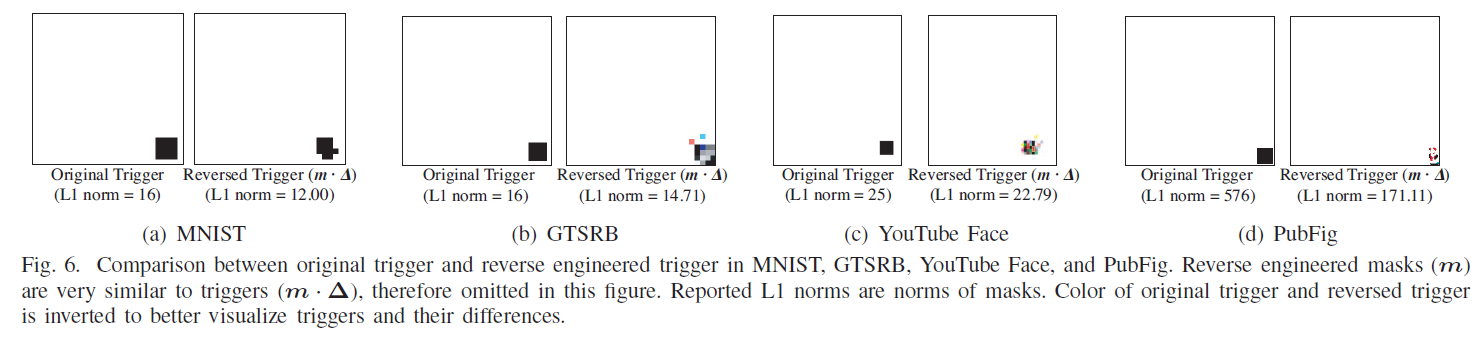 Original Trigger
(L1 norm = 16)
Reversed Trigger (m · Δ)
(L1 norm = 12.00)
(a) MNIST
Original Trigger
(L1 norm = 16)
Reversed Trigger (m · Δ)
(L1 norm = 14.71)
(b) GTSRB
Original Trigger
(L1 norm = 25)
Reversed Trigger (m · Δ)
(L1 norm = 22.79)
(c) YouTube Face
Original Trigger
(L1 norm = 576)
Reversed Trigger (m · Δ)
(L1 norm = 171.11)
(d) PubFig
Fig. 6. Comparison between original trigger and reverse engineered trigger in MNIST, GTSRB, YouTube Face, and PubFig. Reverse engineered masks (m)
are very similar to triggers (m · Δ), therefore omitted in this figure. Reported L1 norms are norms of masks. Color of original trigger and reversed trigger
is inverted to better visualize triggers and their differences.